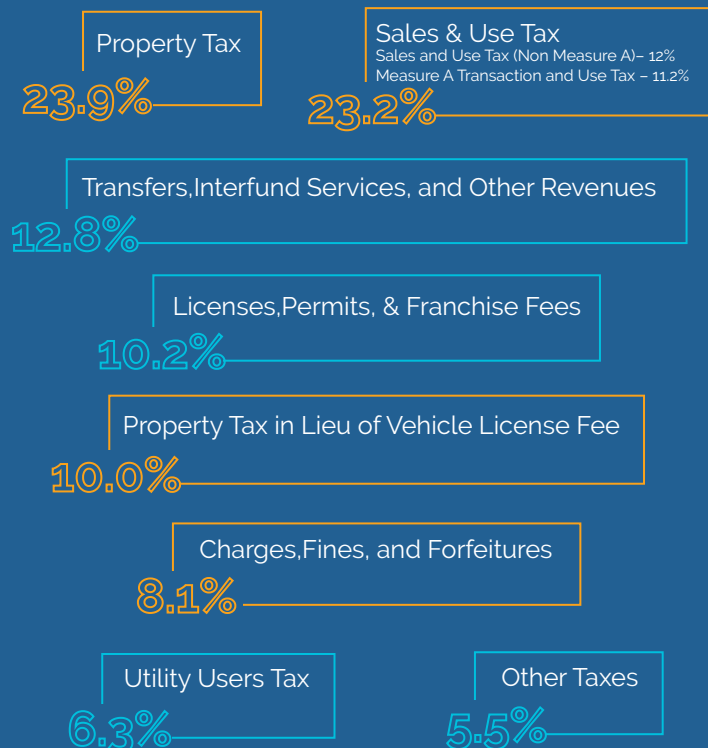 Property Tax
23.9%
Sales & Use Tax
Sales and Use Tax (Non Measure A)– 12%
Measure A Transaction and Use Tax – 11.2%
23.2%
Transfers,Interfund Services, and Other Revenues
12.8%
Licenses,Permits, & Franchise Fees
10.2%
Property Tax in Lieu of Vehicle License Fee
10.0%
Charges,Fines, and Forfeitures
8.1%
Utility Users Tax
6.3%
Other Taxes
5.5%